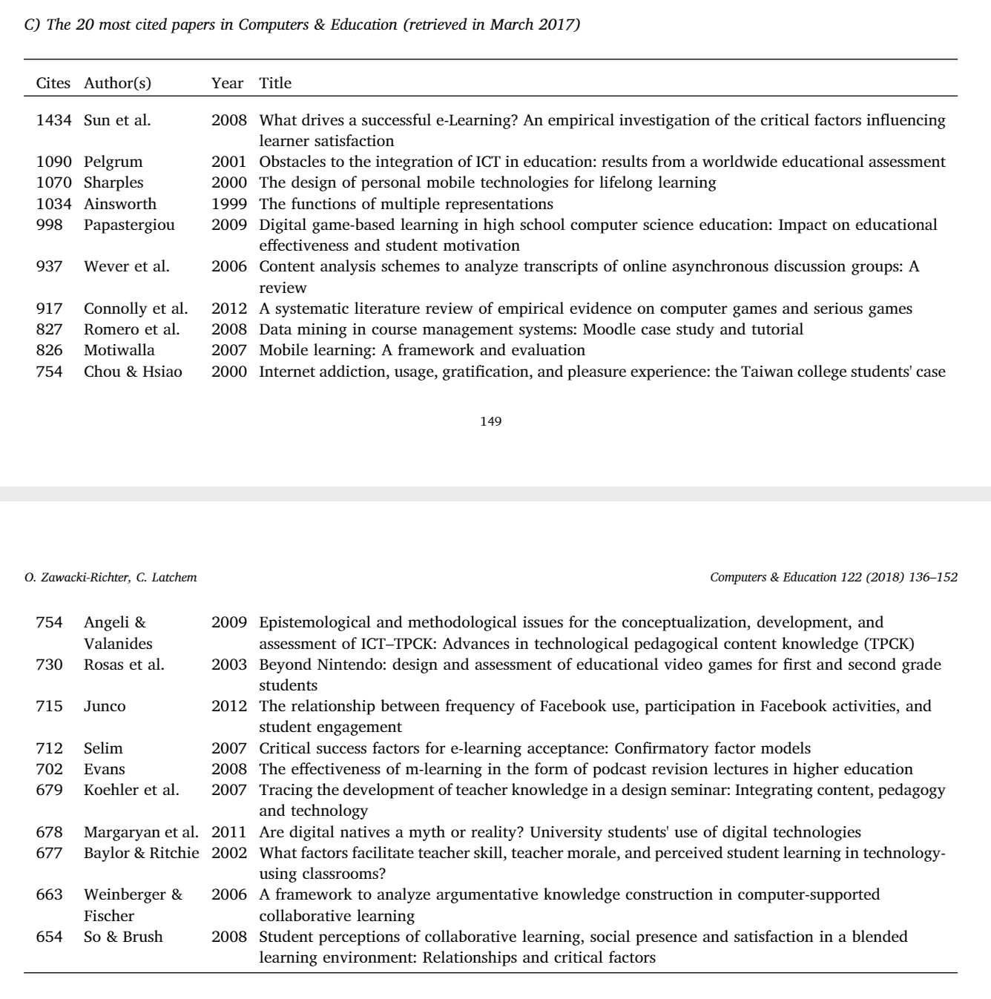 C) The 20 most cited papers in Computers & Education (retrieved in March 2017)
Cites Author(s) Year Title
1434 Sun et al. 2008 What drives a successful e-Learning? An empirical investigation of the critical factors influencing
learner satisfaction
1090 Pelgrum 2001 Obstacles to the integration of ICT in education: results from a worldwide educational assessment
1070 Sharples 2000 The design of personal mobile technologies for lifelong learning
1034 Ainsworth 1999 The functions of multiple representations
998 Papastergiou 2009 Digital game-based learning in high school computer science education: Impact on educational
effectiveness and student motivation
937 Wever et al. 2006 Content analysis schemes to analyze transcripts of online asynchronous discussion groups: A
review
917 Connolly et al. 2012 A systematic literature review of empirical evidence on computer games and serious games
827 Romero et al. 2008 Data mining in course management systems: Moodle case study and tutorial
826 Motiwalla 2007 Mobile learning: A framework and evaluation
754 Chou & Hsiao 2000 Internet addiction, usage, gratification, and pleasure experience: the Taiwan college students' case
149
O. Zawacki-Richter, C. Latchem Computers & Education 122 (2018) 136–152
754 Angeli & 2009 Epistemological and methodological issues for the conceptualization, development, and
Valanides assessment of ICT–TPCK: Advances in technological pedagogical content knowledge (TPCK)
730 Rosas et al. 2003 Beyond Nintendo: design and assessment of educational video games for first and second grade
students
715 Junco 2012 The relationship between frequency of Facebook use, participation in Facebook activities, and
student engagement
712 Selim 2007 Critical success factors for e-learning acceptance: Confirmatory factor models
702 Evans 2008 The effectiveness of m-learning in the form of podcast revision lectures in higher education
679 Koehler et al. 2007 Tracing the development of teacher knowledge in a design seminar: Integrating content, pedagogy
and technology
678 Margaryan et al. 2011 Are digital natives a myth or reality? University students' use of digital technologies
677 Baylor & Ritchie 2002 What factors facilitate teacher skill, teacher morale, and perceived student learning in technology-
using classrooms?
663 Weinberger & 2006 A framework to analyze argumentative knowledge construction in computer-supported
Fischer collaborative learning
654 So & Brush 2008 Student perceptions of collaborative learning, social presence and satisfaction in a blended
learning environment: Relationships and critical factors